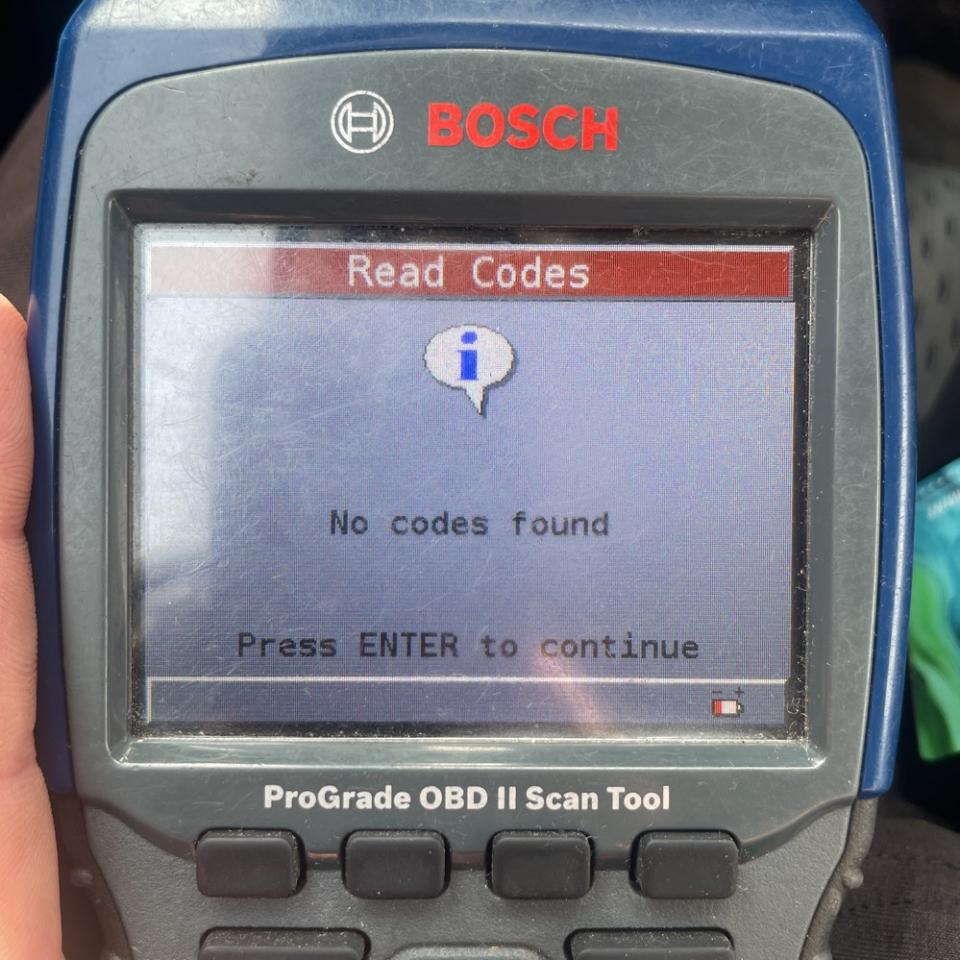 BOSCH
Read Codes
i
No codes found
Press ENTER to continue
- +
ProGrade OBD II Scan Tool